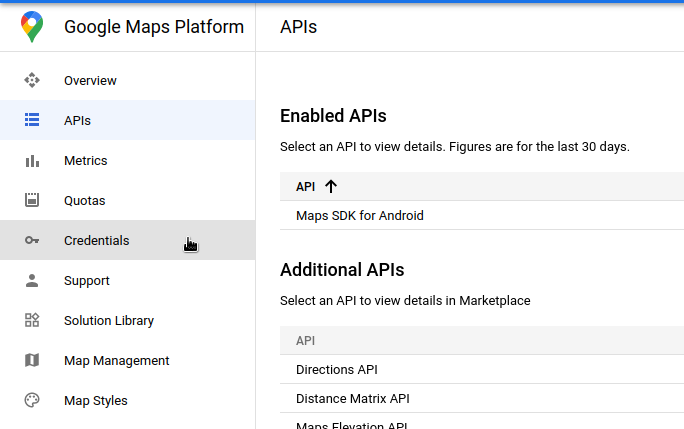 Google Maps Platform
APIs
Overview
APIs
Metrics
Quotas
Credentials
Support
Solution Library
Map Management
Map Styles
Enabled APIs
Select an API to view details. Figures are for the last 30 days.
API
Maps SDK for Android
Additional APIs
Select an API to view details in Marketplace
API
Directions API
Distance Matrix API
Maps Elevation API